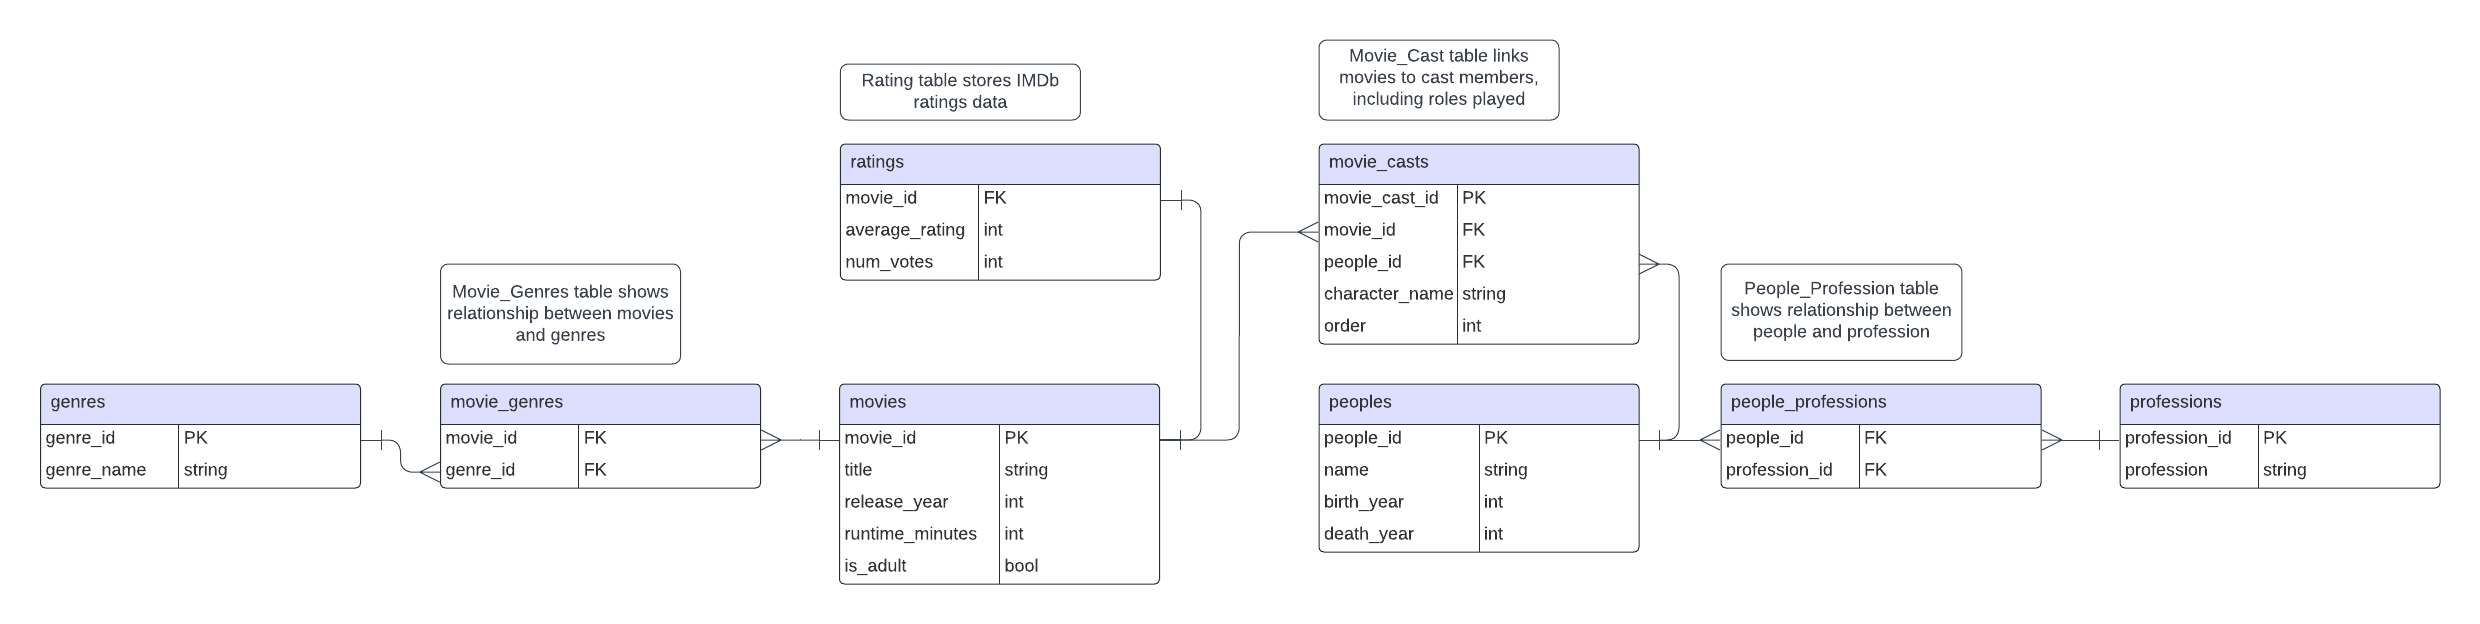 Rating table stores IMDb
ratings data
Movie_Cast table links
movies to cast members,
including roles played
ratings
movie_id FK
average_rating int
num_votes int
movie_casts
movie_cast_id PK
movie_id FK
people_id FK
character_name string
order int
Movie_Genres table shows
relationship between movies
and genres
People_Profession table
shows relationship between
people and profession
genres
genre_id PK
genre_name string
movie_genres
movie_id FK
genre_id FK
movies
movie_id PK
title string
release_year int
runtime_minutes int
is_adult bool
peoples
people_id PK
name string
birth_year int
death_year int
people_professions
people_id FK
profession_id FK
professions
profession_id PK
profession string